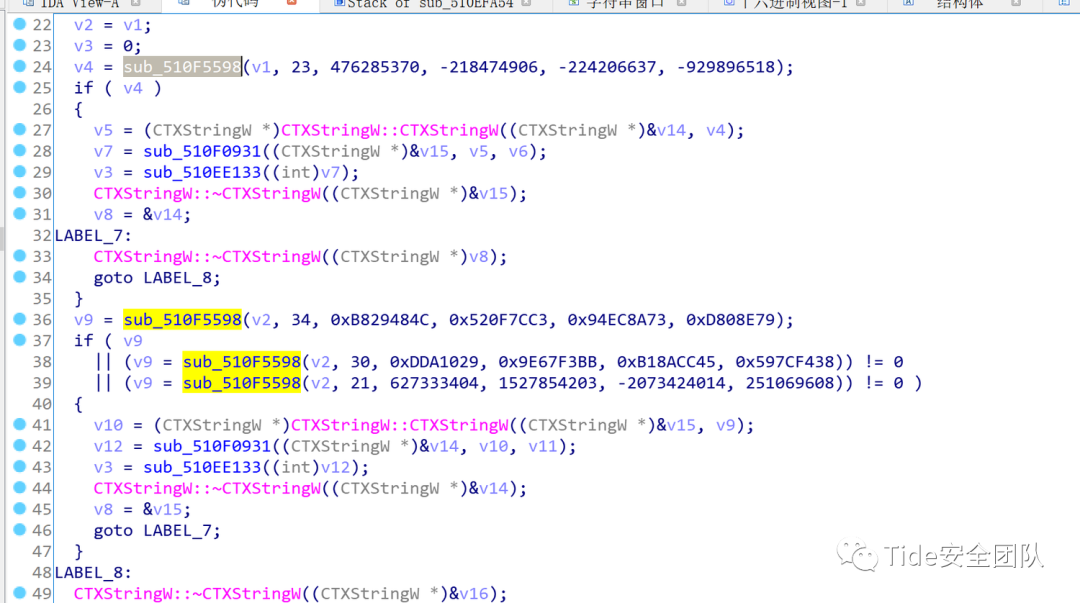 IDA View-A 伪代码 Stack of sub_510EFA54 字符串窗口 十六进制视图-1 结构体
22 v2 = v1;
23 v3 = 0;
24 v4 = sub_510F5598(v1, 23, 476285370, -218474906, -224206637, -929896518);
25 if ( v4 )
26 {
27 v5 = (CTXStringW *)CTXStringW::CTXStringW((CTXStringW *)&v14, v4);
28 v7 = sub_510F0931((CTXStringW *)&v15, v5, v6);
29 v3 = sub_510EE133((int)v7);
30 CTXStringW::~CTXStringW((CTXStringW *)&v15);
31 v8 = &v14;
32 LABEL_7:
33 CTXStringW::~CTXStringW((CTXStringW *)v8);
34 goto LABEL_8;
35 }
36 v9 = sub_510F5598(v2, 34, 0xB829484C, 0x520F7CC3, 0x94EC8A73, 0xD808E79);
37 if ( v9
38 || (v9 = sub_510F5598(v2, 30, 0xDDA1029, 0x9E67F3BB, 0xB18ACC45, 0x597CF438)) != 0
39 || (v9 = sub_510F5598(v2, 21, 627333404, 1527854203, -2073424014, 251069608)) != 0 )
40 {
41 v10 = (CTXStringW *)CTXStringW::CTXStringW((CTXStringW *)&v15, v9);
42 v12 = sub_510F0931((CTXStringW *)&v14, v10, v11);
43 v3 = sub_510EE133((int)v12);
44 CTXStringW::~CTXStringW((CTXStringW *)&v14);
45 v8 = &v15;
46 goto LABEL_7;
47 }
48 LABEL_8:
49 CTXStringW::~CTXStringW((CTXStringW *)&v16);
Tide安全团队